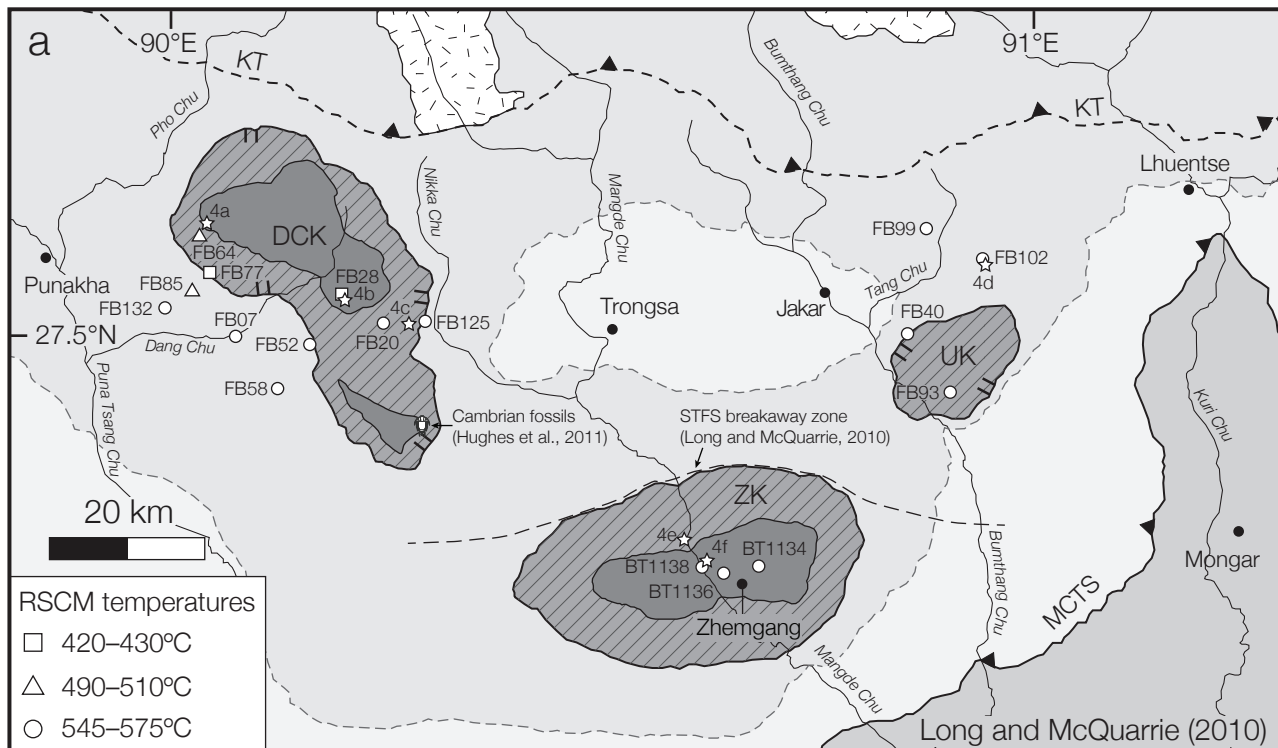 a
90°E
91°E
KT
KT
Pho Chu
Bumthang Chu
Lhuentse
Nikka Chu
Mangde Chu
4a
DCK
FB64
FB77
FB28
4b
FB85
FB132
Punakha
FB99
FB102
4d
Tang Chu
Jakar
Trongsa
27.5°N
FB07
Dang Chu
FB52
4c
FB20
FB125
FB40
UK
FB93
FB58
Puna Tsang Chu
Kuri Chu
Cambrian fossils
(Hughes et al., 2011)
STFS breakaway zone
(Long and McQuarrie, 2010)
20 km
ZK
4e
4f
BT1134
BT1138
BT1136
Zhemgang
Mangde Chu
Bumthang Chu
MCTS
Mongar
RSCM temperatures
420–430ºC
490–510ºC
545–575ºC
Long and McQuarrie (2010)